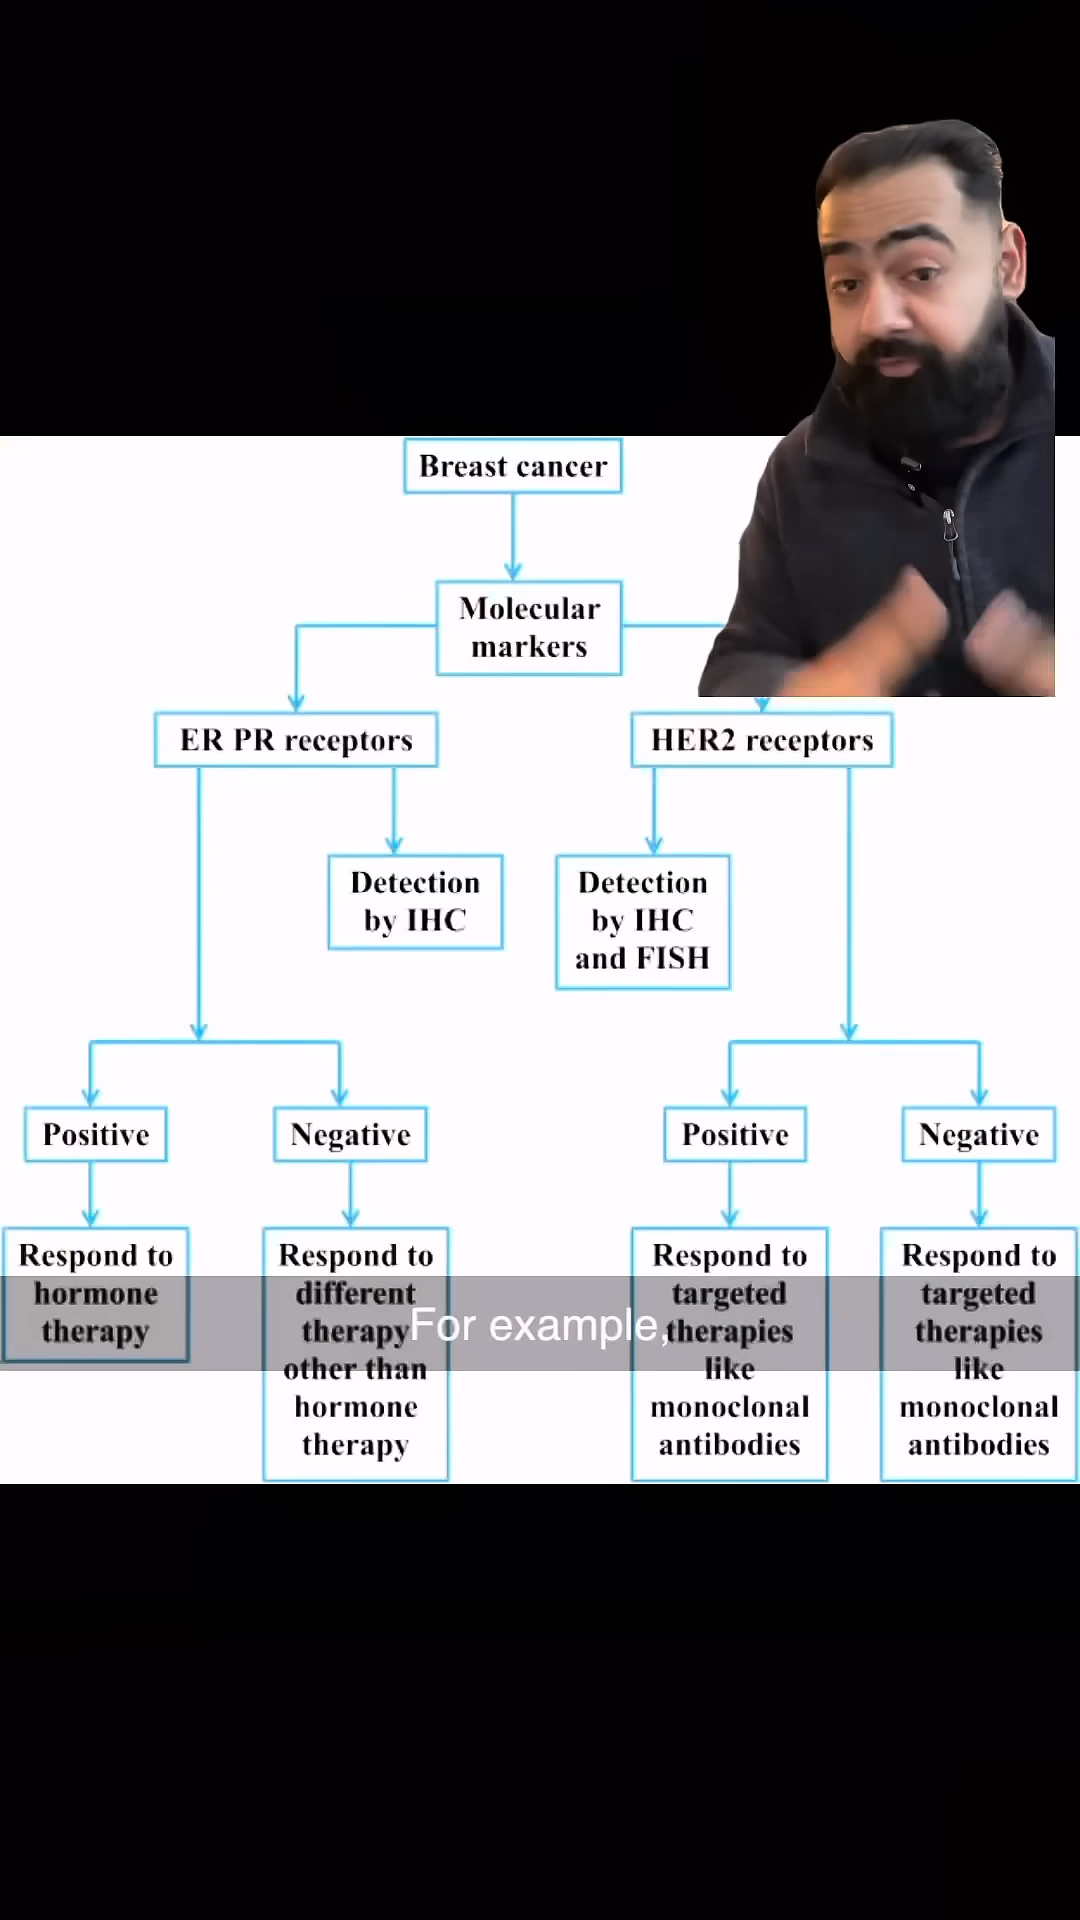 Breast cancer
Molecular
markers
ER PR receptors
HER2 receptors
Detection
by IHC
Detection
by IHC
and FISH
Positive
Negative
Positive
Negative
Respond to
hormone
therapy
Respond to
different
therapy
other than
hormone
therapy
Respond to
targeted
therapies
like
monoclonal
antibodies
Respond to
targeted
therapies
like
monoclonal
antibodies
For example,